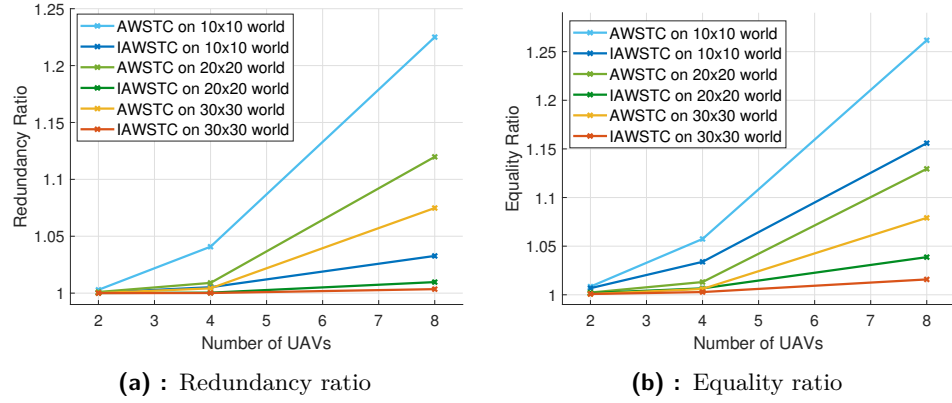 Redundancy Ratio
1.25
1.2
1.15
1.1
1.05
1
AWSTC on 10x10 world
IAWSTC on 10x10 world
AWSTC on 20x20 world
IAWSTC on 20x20 world
AWSTC on 30x30 world
IAWSTC on 30x30 world
2 3 4 5 6 7 8
Number of UAVs
(a) : Redundancy ratio
Equality Ratio
1.25
1.2
1.15
1.1
1.05
1
AWSTC on 10x10 world
IAWSTC on 10x10 world
AWSTC on 20x20 world
IAWSTC on 20x20 world
AWSTC on 30x30 world
IAWSTC on 30x30 world
2 3 4 5 6 7 8
Number of UAVs
(b) : Equality ratio